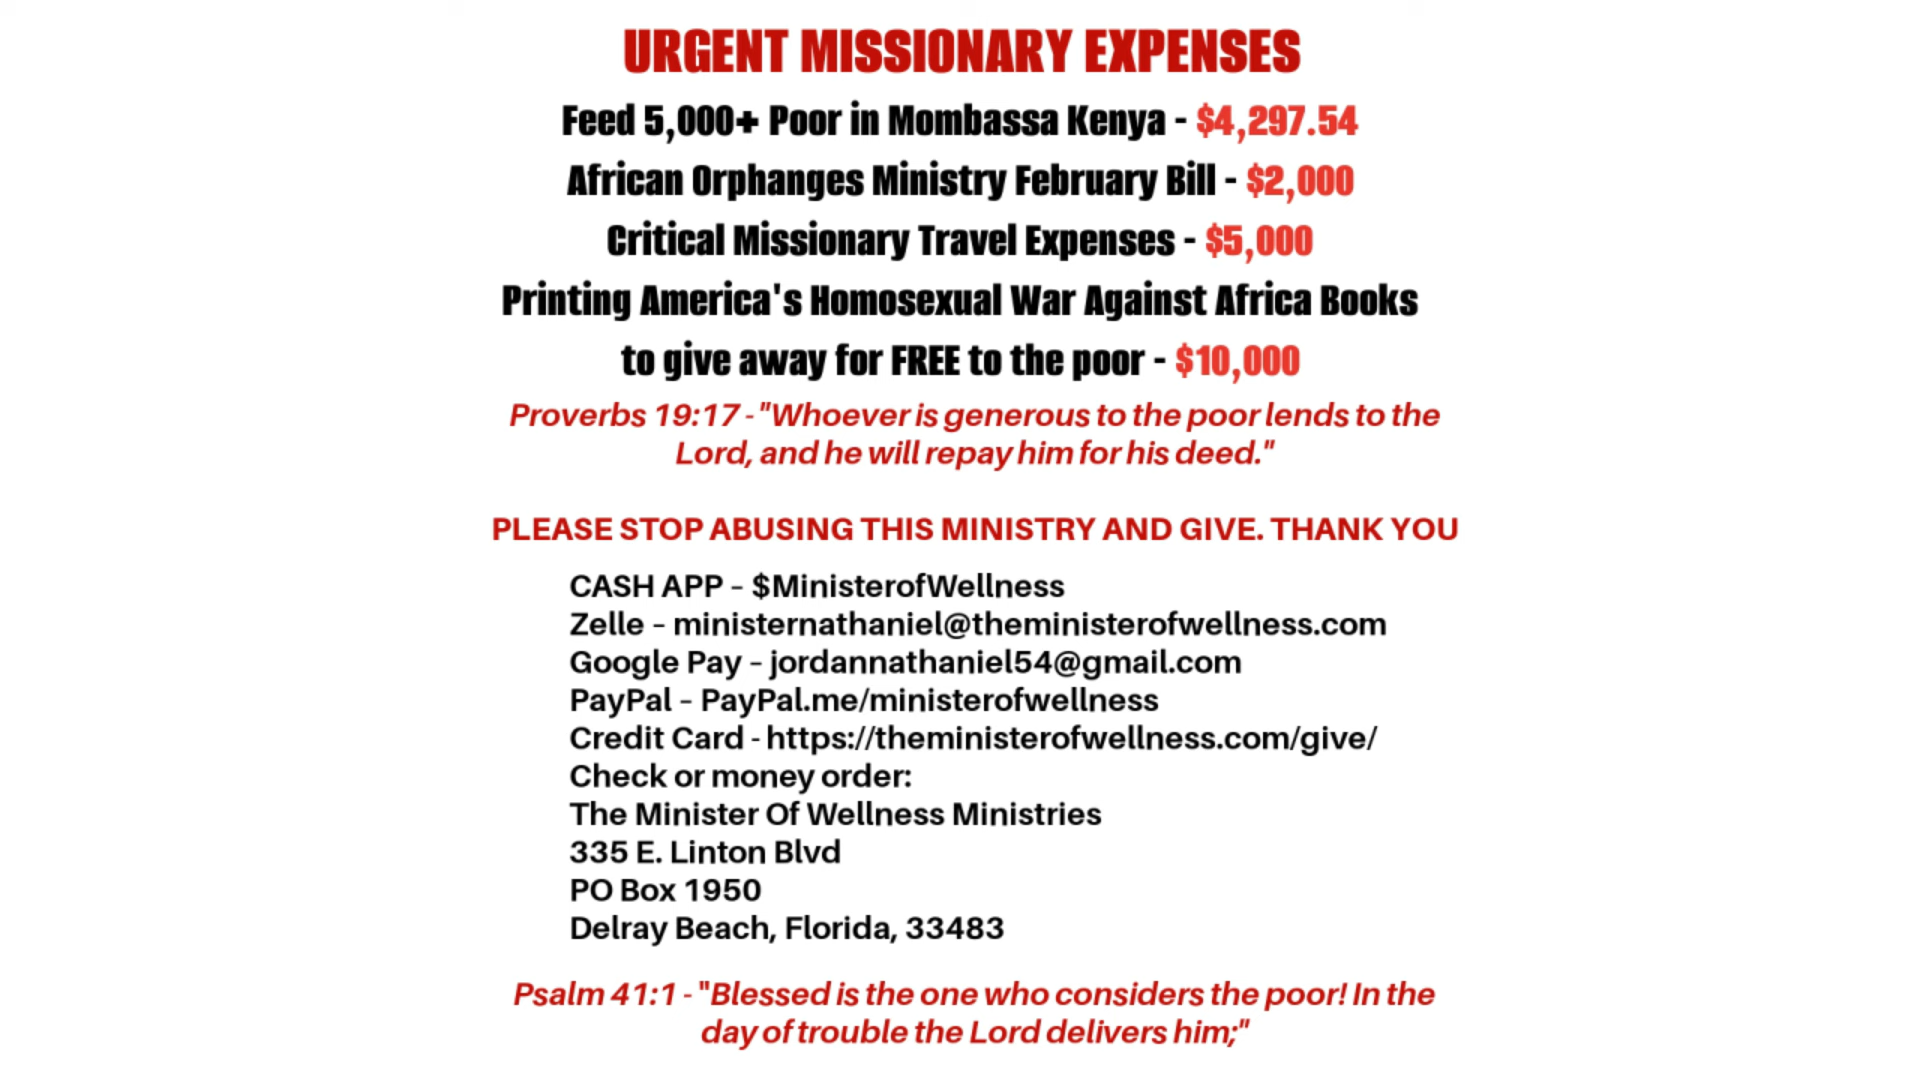 URGENT MISSIONARY EXPENSES
Feed 5,000+ Poor in Mombassa Kenya - $4,297.54
African Orphanges Ministry February Bill - $2,000
Critical Missionary Travel Expenses - $5,000
Printing America's Homosexual War Against Africa Books
to give away for FREE to the poor - $10,000
Proverbs 19:17 - "Whoever is generous to the poor lends to the
Lord, and he will repay him for his deed."
PLEASE STOP ABUSING THIS MINISTRY AND GIVE. THANK YOU
CASH APP – $MinisterofWellness
Zelle – ministernathaniel@theministerofwellness.com
Google Pay – jordannathaniel54@gmail.com
PayPal – PayPal.me/ministerofwellness
Credit Card - https://theministerofwellness.com/give/
Check or money order:
The Minister Of Wellness Ministries
335 E. Linton Blvd
PO Box 1950
Delray Beach, Florida, 33483
Psalm 41:1 - "Blessed is the one who considers the poor! In the
day of trouble the Lord delivers him;"